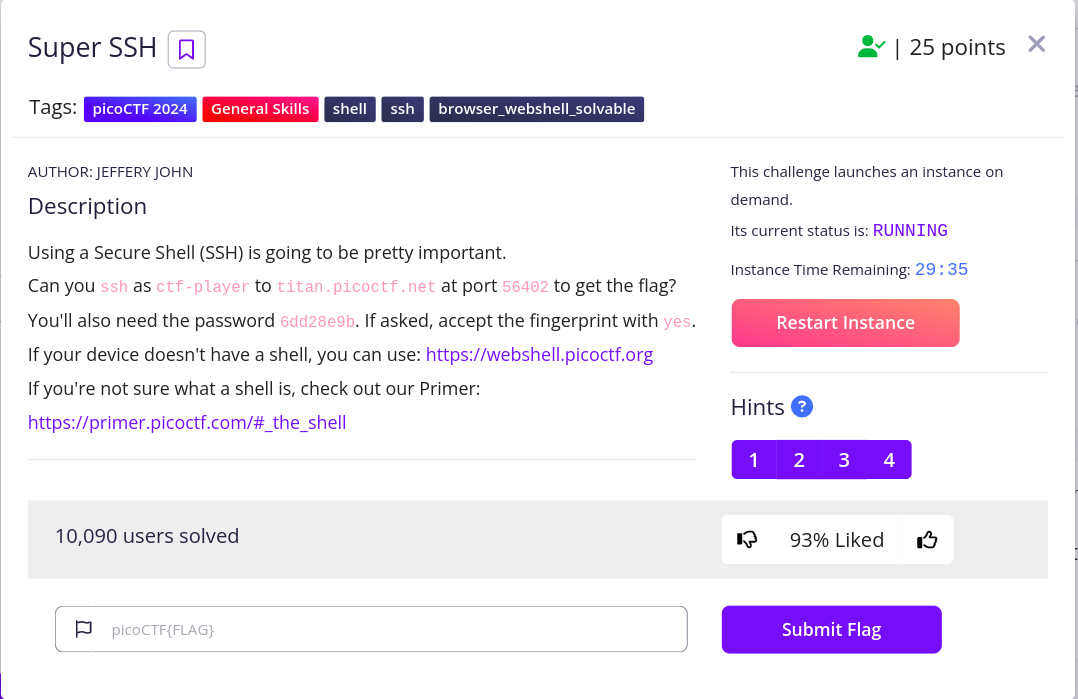 Super SSH
| 25 points
Tags: picoCTF 2024 General Skills shell ssh browser_webshell_solvable
AUTHOR: JEFFERY JOHN
Description
Using a Secure Shell (SSH) is going to be pretty important.
Can you ssh as ctf-player to titan.picoctf.net at port 56402 to get the flag?
You'll also need the password 6dd28e9b. If asked, accept the fingerprint with yes.
If your device doesn't have a shell, you can use: https://webshell.picoctf.org
If you're not sure what a shell is, check out our Primer:
https://primer.picoctf.com/#_the_shell
This challenge launches an instance on
demand.
Its current status is: RUNNING
Instance Time Remaining: 29:35
Restart Instance
Hints ?
1 2 3 4
10,090 users solved
93% Liked
picoCTF{FLAG}
Submit Flag